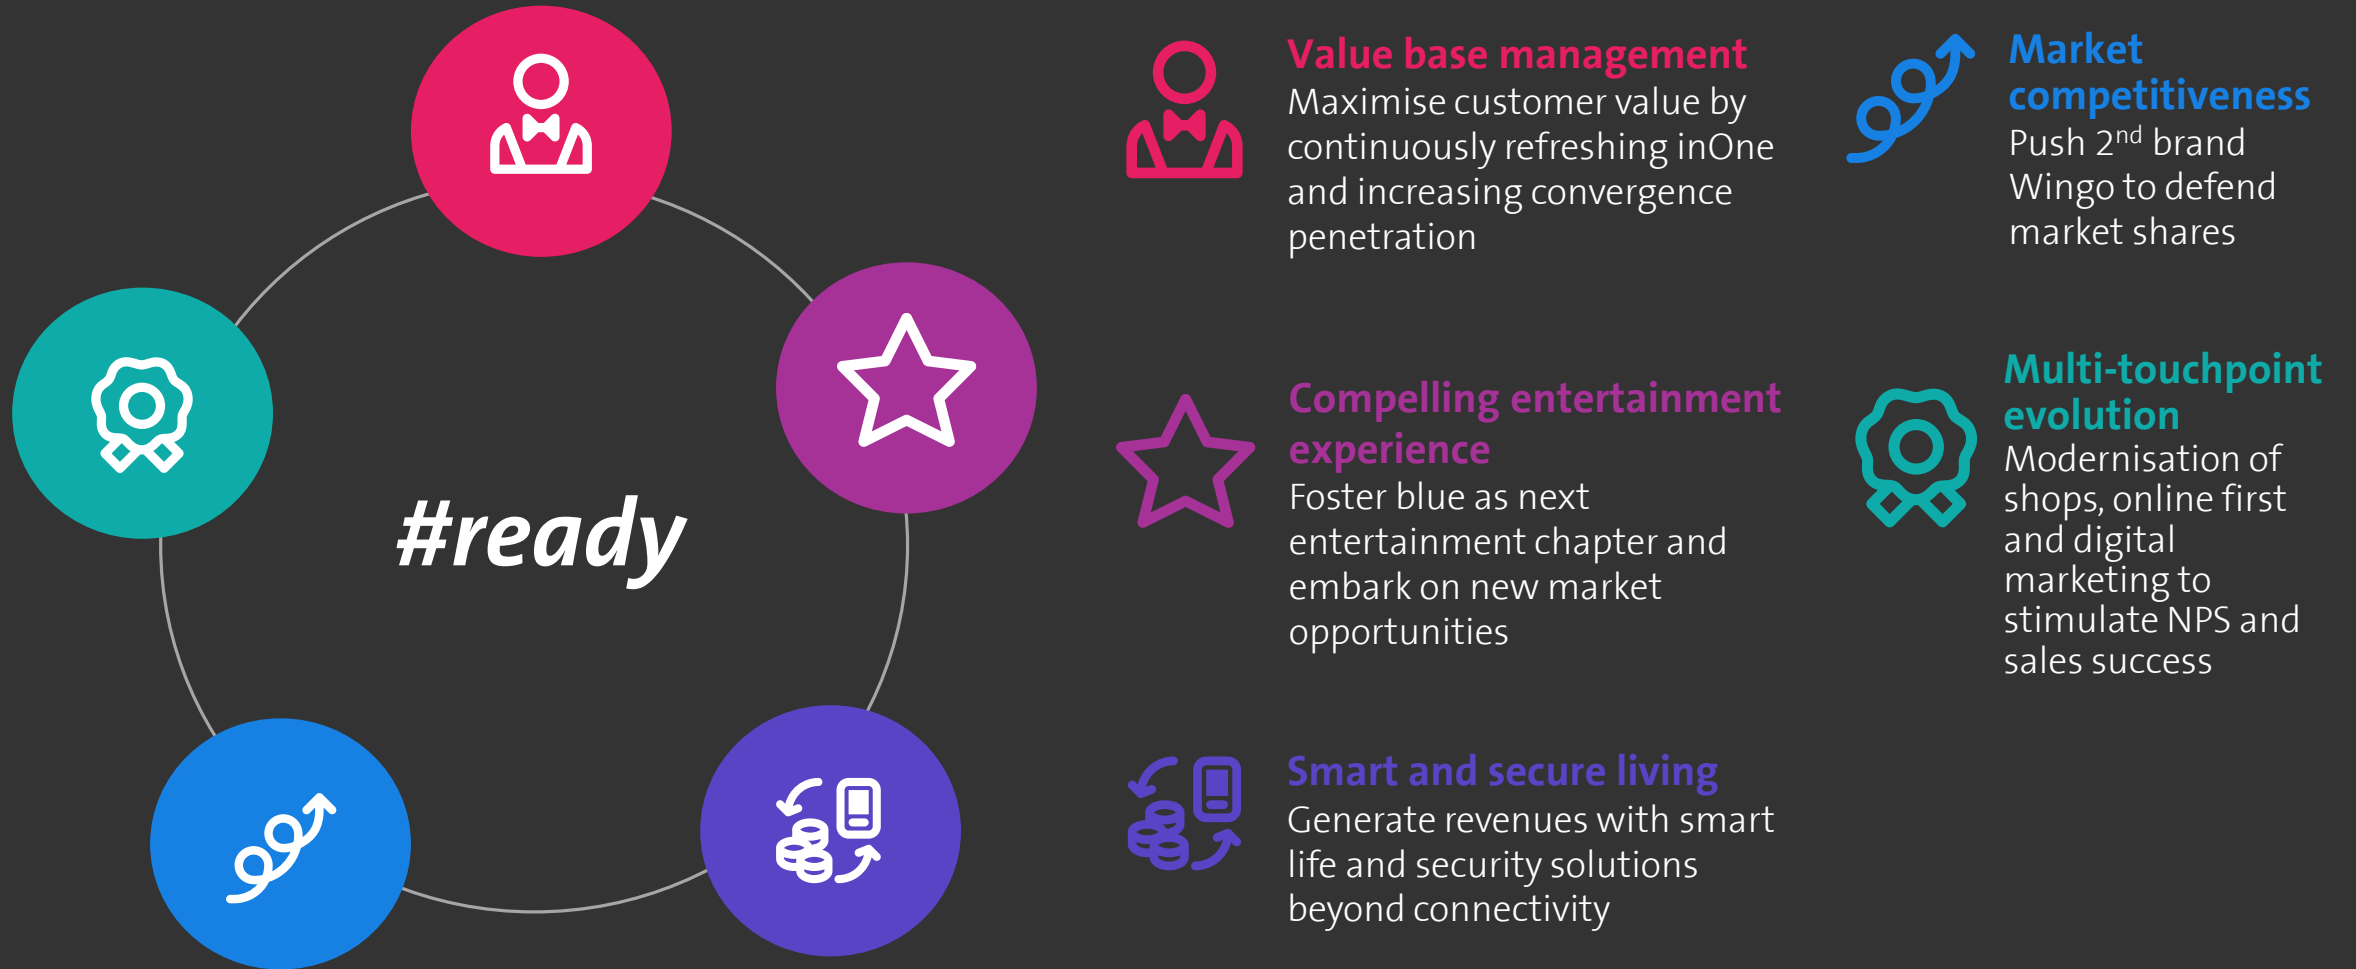 #ready
Value base management
Maximise customer value by
continuously refreshing inOne
and increasing convergence
penetration
Compelling entertainment
experience
Foster blue as next
entertainment chapter and
embark on new market
opportunities
Smart and secure living
Generate revenues with smart
life and security solutions
beyond connectivity
Market
competitiveness
Push 2nd brand
Wingo to defend
market shares
Multi-touchpoint
evolution
Modernisation of
shops, online first
and digital
marketing to
stimulate NPS and
sales success